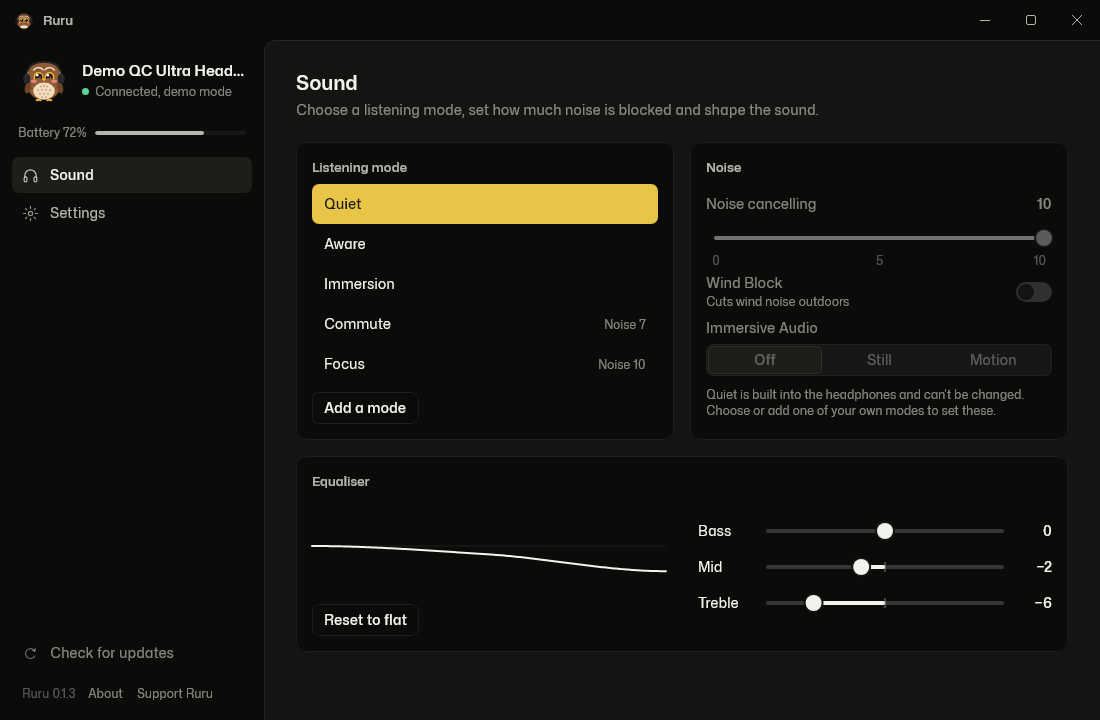 Ruru
Demo QC Ultra Head...
Connected, demo mode
Battery 72%
Sound
Settings
Check for updates
Ruru 0.1.3 About Support Ruru
Sound
Choose a listening mode, set how much noise is blocked and shape the sound.
Listening mode
Quiet
Aware
Immersion
Commute Noise 7
Focus Noise 10
Add a mode
Noise
Noise cancelling 10
0 5 10
Wind Block
Cuts wind noise outdoors
Immersive Audio
Off Still Motion
Quiet is built into the headphones and can't be changed.
Choose or add one of your own modes to set these.
Equaliser
Bass 0
Mid −2
Treble −6
Reset to flat